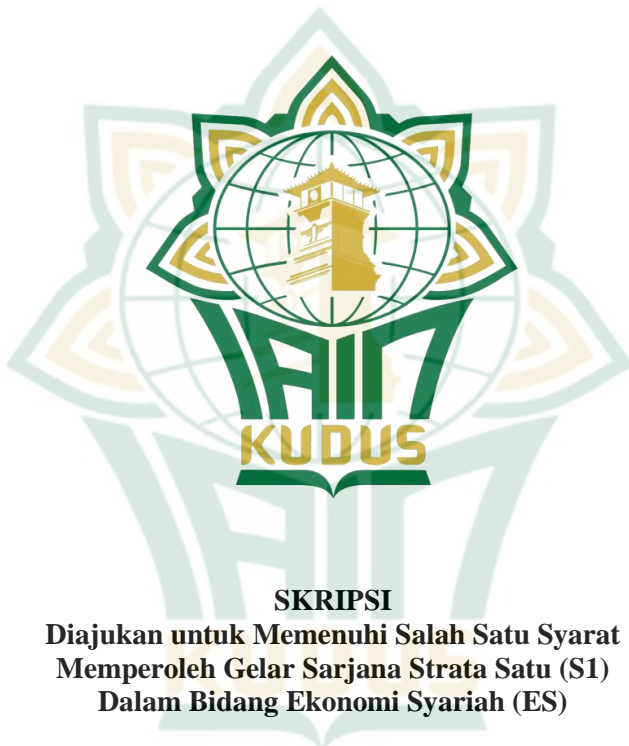 IAIN
KUDUS
SKRIPSI
Diajukan untuk Memenuhi Salah Satu Syarat
Memperoleh Gelar Sarjana Strata Satu (S1)
Dalam Bidang Ekonomi Syariah (ES)